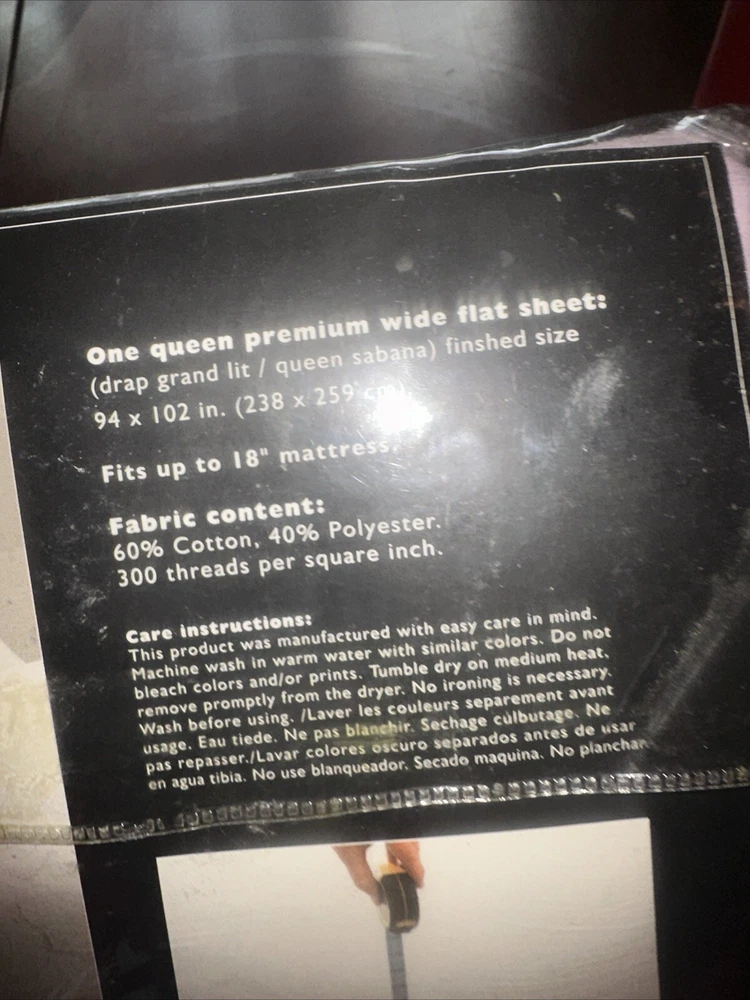 One queen premium wide flat sheet:
(drap grand lit / queen sabana) finshed size
94 x 102 in. (238 x 259 cm)
Fits up to 18" mattress.
Fabric content:
60% Cotton, 40% Polyester.
300 threads per square inch.
Care instructions:
This product was manufactured with easy care in mind.
Machine wash in warm water with similar colors. Do not
bleach colors and/or prints. Tumble dry on medium heat,
remove promptly from the dryer. No ironing is necessary.
Wash before using. /Laver les couleurs separement avant
usage. Eau tiede. Ne pas blanchir. Sechage culbutage. Ne
pas repasser./Lavar colores oscuro separados antes de usar
en agua tibia. No use blanqueador. Secado maquina. No planchar.